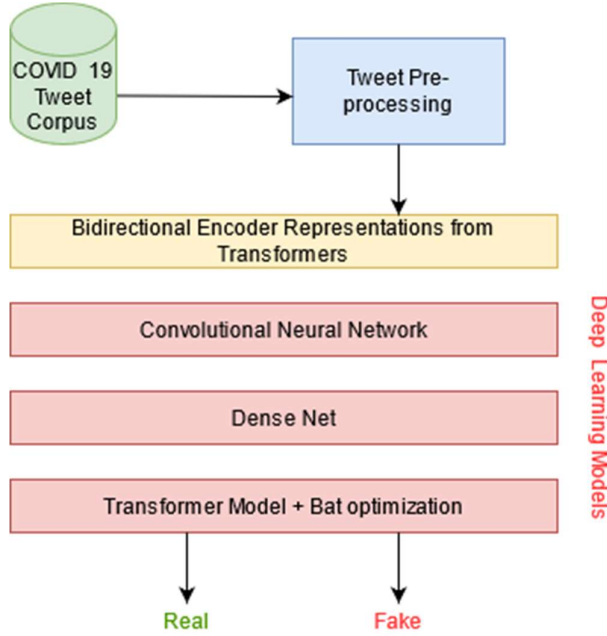 COVID 19
Tweet
Corpus
Tweet Pre-
processing
Bidirectional Encoder Representations from
Transformers
Convolutional Neural Network
Dense Net
Transformer Model + Bat optimization
Deep Learning Models
Real
Fake